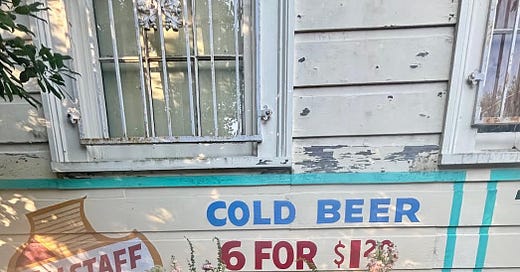 COLD BEER
STAFF
6 FOR $1